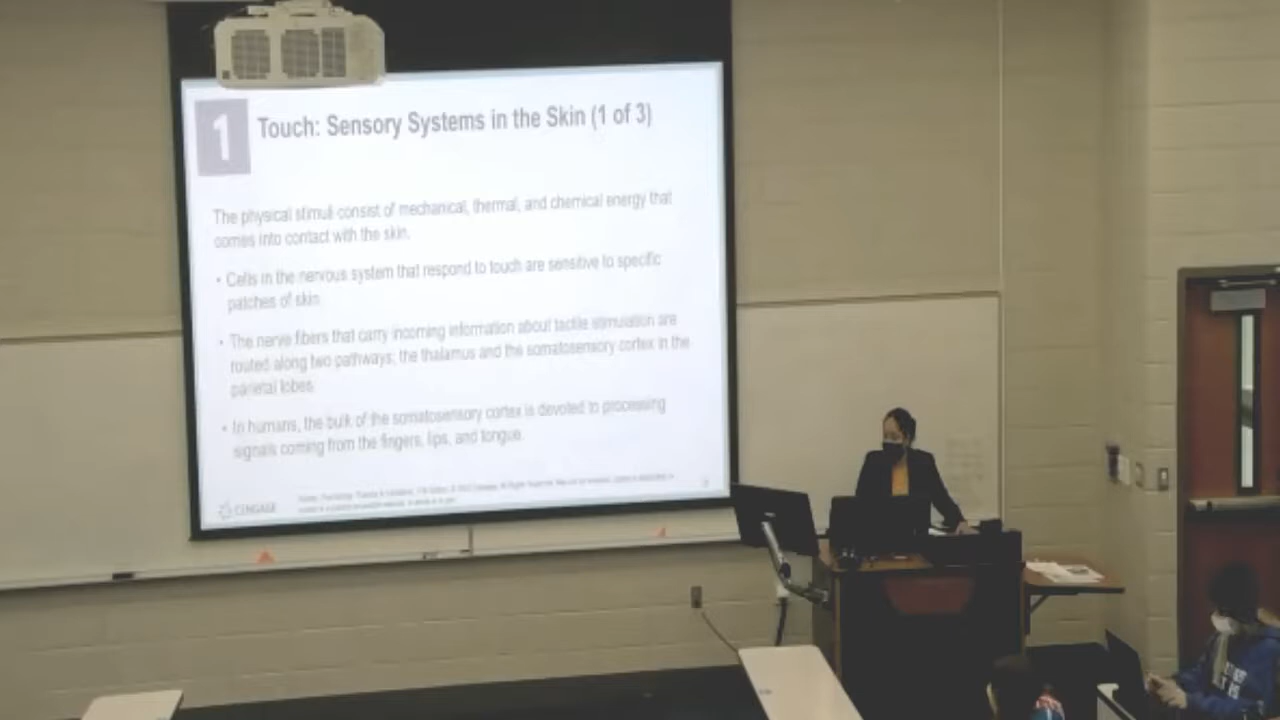 1
Touch: Sensory Systems in the Skin (1 of 3)
The physical stimuli consist of mechanical, thermal, and chemical energy that
comes into contact with the skin.
• Cells in the nervous system that respond to touch are sensitive to specific
patches of skin
• The nerve fibers that carry incoming information about tactile stimulation are
routed along two pathways; the thalamus and the somatosensory cortex in the
parietal lobes.
• In humans, the bulk of the somatosensory cortex is devoted to processing
signals coming from the fingers, lips, and tongue.
CENGAGE